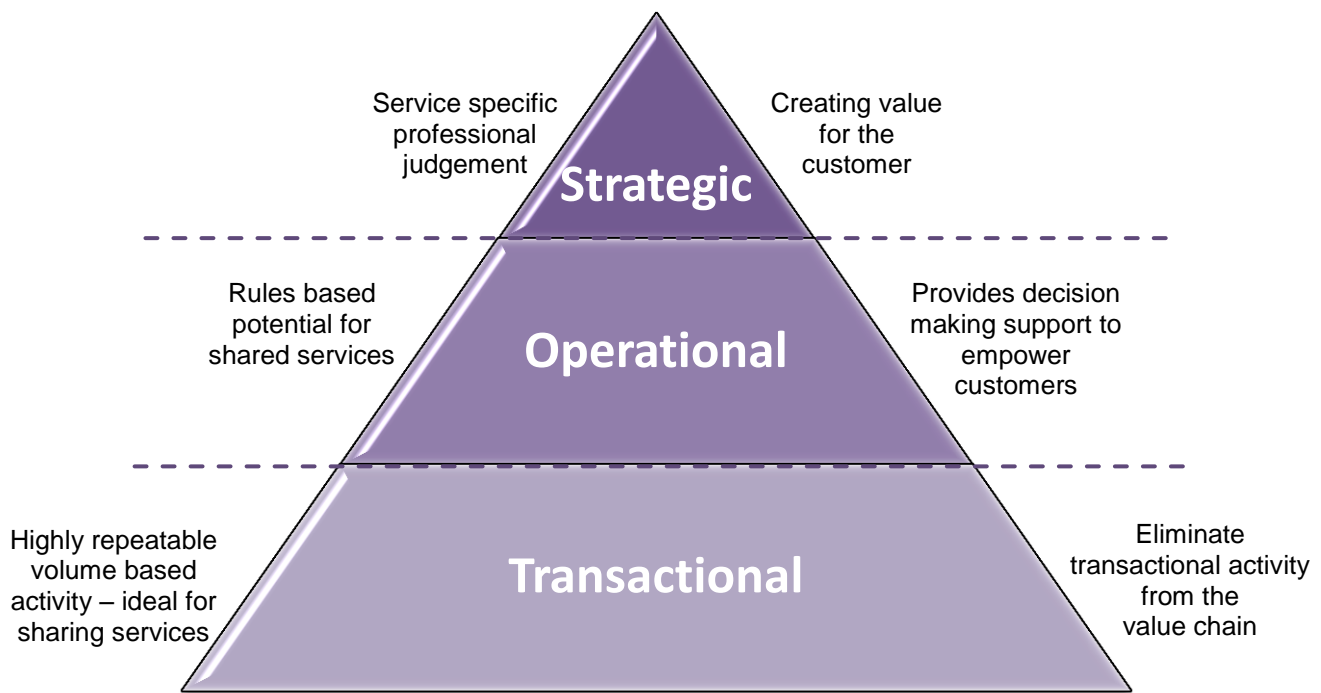 Service specific
professional
judgement
Creating value
for the
customer
Strategic
Rules based
potential for
shared services
Provides decision
making support to
empower
customers
Operational
Highly repeatable
volume based
activity – ideal for
sharing services
Eliminate
transactional activity
from the
value chain
Transactional